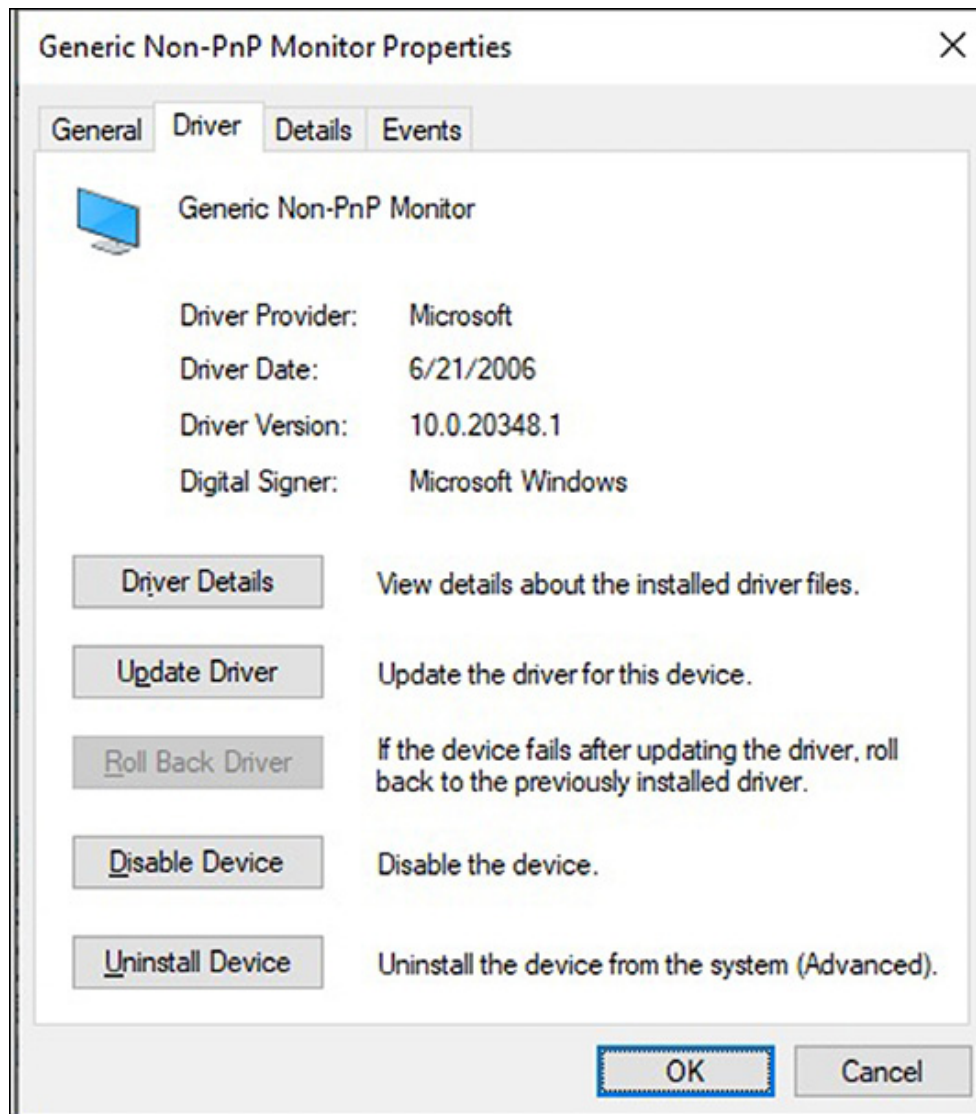 Generic Non-PnP Monitor Properties
General Driver Details Events
Generic Non-PnP Monitor
Driver Provider: Microsoft
Driver Date: 6/21/2006
Driver Version: 10.0.20348.1
Digital Signer: Microsoft Windows
Driver Details View details about the installed driver files.
Update Driver Update the driver for this device.
Roll Back Driver If the device fails after updating the driver, roll
back to the previously installed driver.
Disable Device Disable the device.
Uninstall Device Uninstall the device from the system (Advanced).
OK Cancel